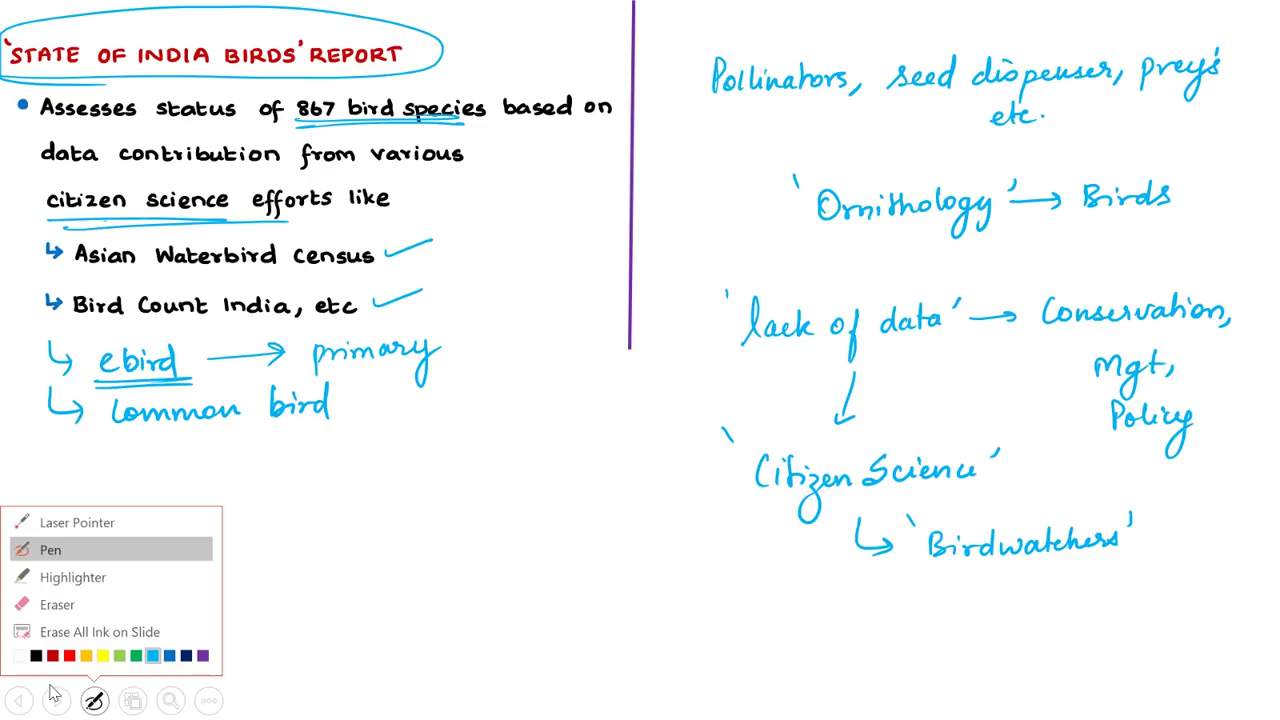 'STATE OF INDIA BIRDS' REPORT
• Assesses status of 867 bird species based on
data contribution from various
citizen science efforts like
↳ Asian Waterbird Census ✓
↳ Bird Count India, etc ✓
↳ ebird → primary
↳ common bird
Pollinators, seed dispenser, prey's
etc.
'Ornithology' → Birds
'lack of data' → Conservation,
Mgt,
Policy
'Citizen Science'
↳ 'Birdwatchers'
Laser Pointer
Pen
Highlighter
Eraser
Erase All Ink on Slide